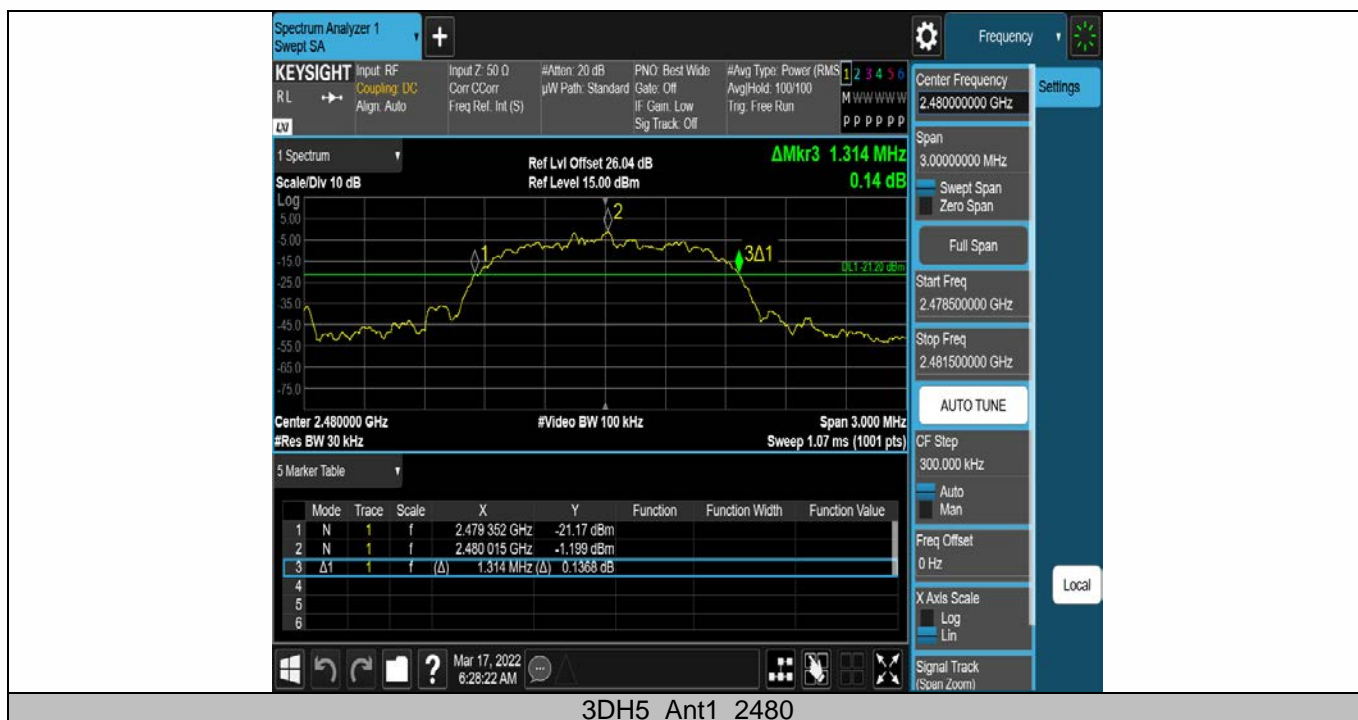 Spectrum Analyzer 1
Swept SA
+
Frequency
KEYSIGHT
RL
LXI
Input: RF
Coupling: DC
Align: Auto
Input Z: 50 Ω
Corr CCorr
Freq Ref: Int (S)
#Atten: 20 dB
µW Path: Standard
PNO: Best Wide
Gate: Off
IF Gain: Low
Sig Track: Off
#Avg Type: Power (RMS
Avg|Hold: 100/100
Trig: Free Run
1 2 3 4 5 6
M W W W W W
P P P P P P
1 Spectrum
Scale/Div 10 dB
Ref Lvl Offset 26.04 dB
Ref Level 15.00 dBm
ΔMkr3 1.314 MHz
0.14 dB
Log
5.00
-5.00
-15.0
-25.0
-35.0
-45.0
-55.0
-65.0
-75.0
1
2
3Δ1
DL1 -21.20 dBm
Center 2.480000 GHz
#Video BW 100 kHz
Span 3.000 MHz
#Res BW 30 kHz
Sweep 1.07 ms (1001 pts)
5 Marker Table
Mode Trace Scale X Y Function Function Width Function Value
1 N 1 f 2.479 352 GHz -21.17 dBm
2 N 1 f 2.480 015 GHz -1.199 dBm
3 Δ1 1 f (Δ) 1.314 MHz (Δ) 0.1368 dB
4
5
6
?
Mar 17, 2022
6:28:22 AM
Center Frequency
2.480000000 GHz
Settings
Span
3.00000000 MHz
Swept Span
Zero Span
Full Span
Start Freq
2.478500000 GHz
Stop Freq
2.481500000 GHz
AUTO TUNE
CF Step
300.000 kHz
Auto
Man
Freq Offset
0 Hz
X Axis Scale
Log
Lin
Local
Signal Track
(Span Zoom)
3DH5_Ant1_2480